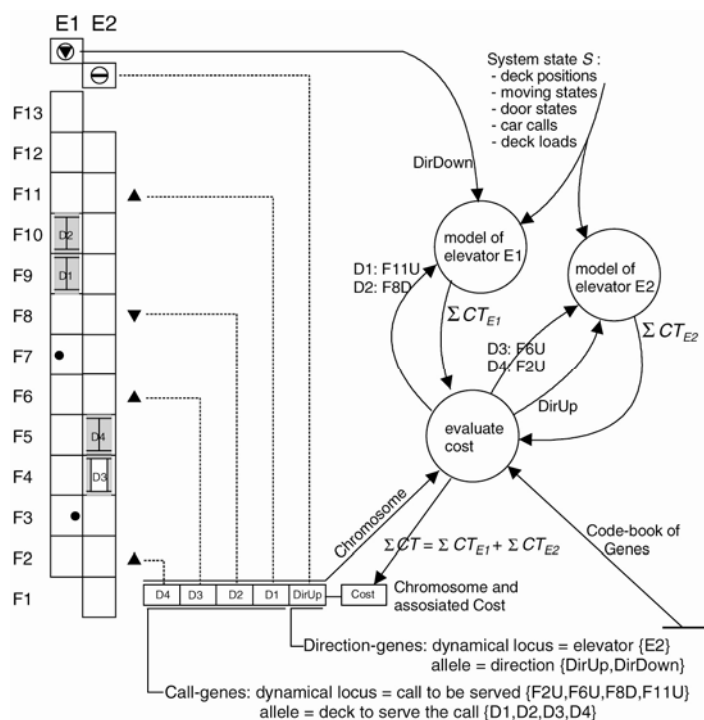 E1 E2
F13
F12
F11
F10
F9
F8
F7
F6
F5
F4
F3
F2
F1
D2
D1
D4
D3
System state S :
- deck positions
- moving states
- door states
- car calls
- deck loads
DirDown
model of
elevator E1
model of
elevator E2
D1: F11U
D2: F8D
ΣCT_E1
ΣCT_E2
D3: F6U
D4: F2U
DirUp
evaluate
cost
Chromosome
ΣCT = ΣCT_E1 + ΣCT_E2
Code-book of
Genes
D4 D3 D2 D1 DirUp Cost
Chromosome and
assosiated Cost
Direction-genes: dynamical locus = elevator {E2}
allele = direction {DirUp,DirDown}
Call-genes: dynamical locus = call to be served {F2U,F6U,F8D,F11U}
allele = deck to serve the call {D1,D2,D3,D4}